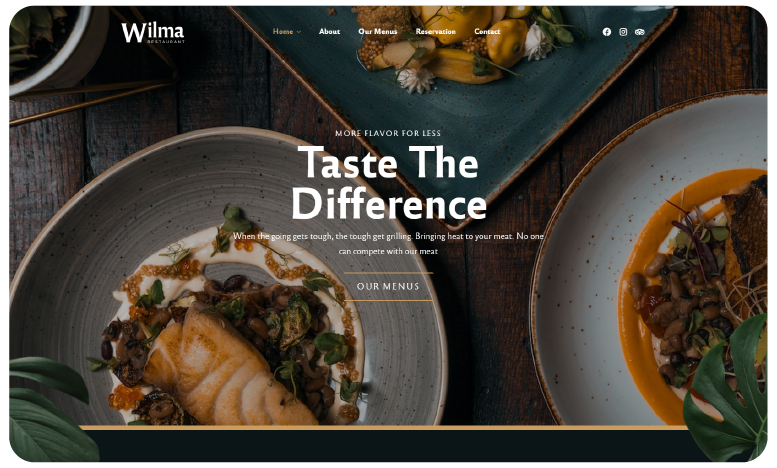 Wilma
RESTAURANT
Home
About
Our Menus
Reservation
Contact
MORE FLAVOR FOR LESS
Taste The
Difference
When the going gets tough, the tough get grilling. Bringing heat to your meat. No one
can compete with our meat
OUR MENUS